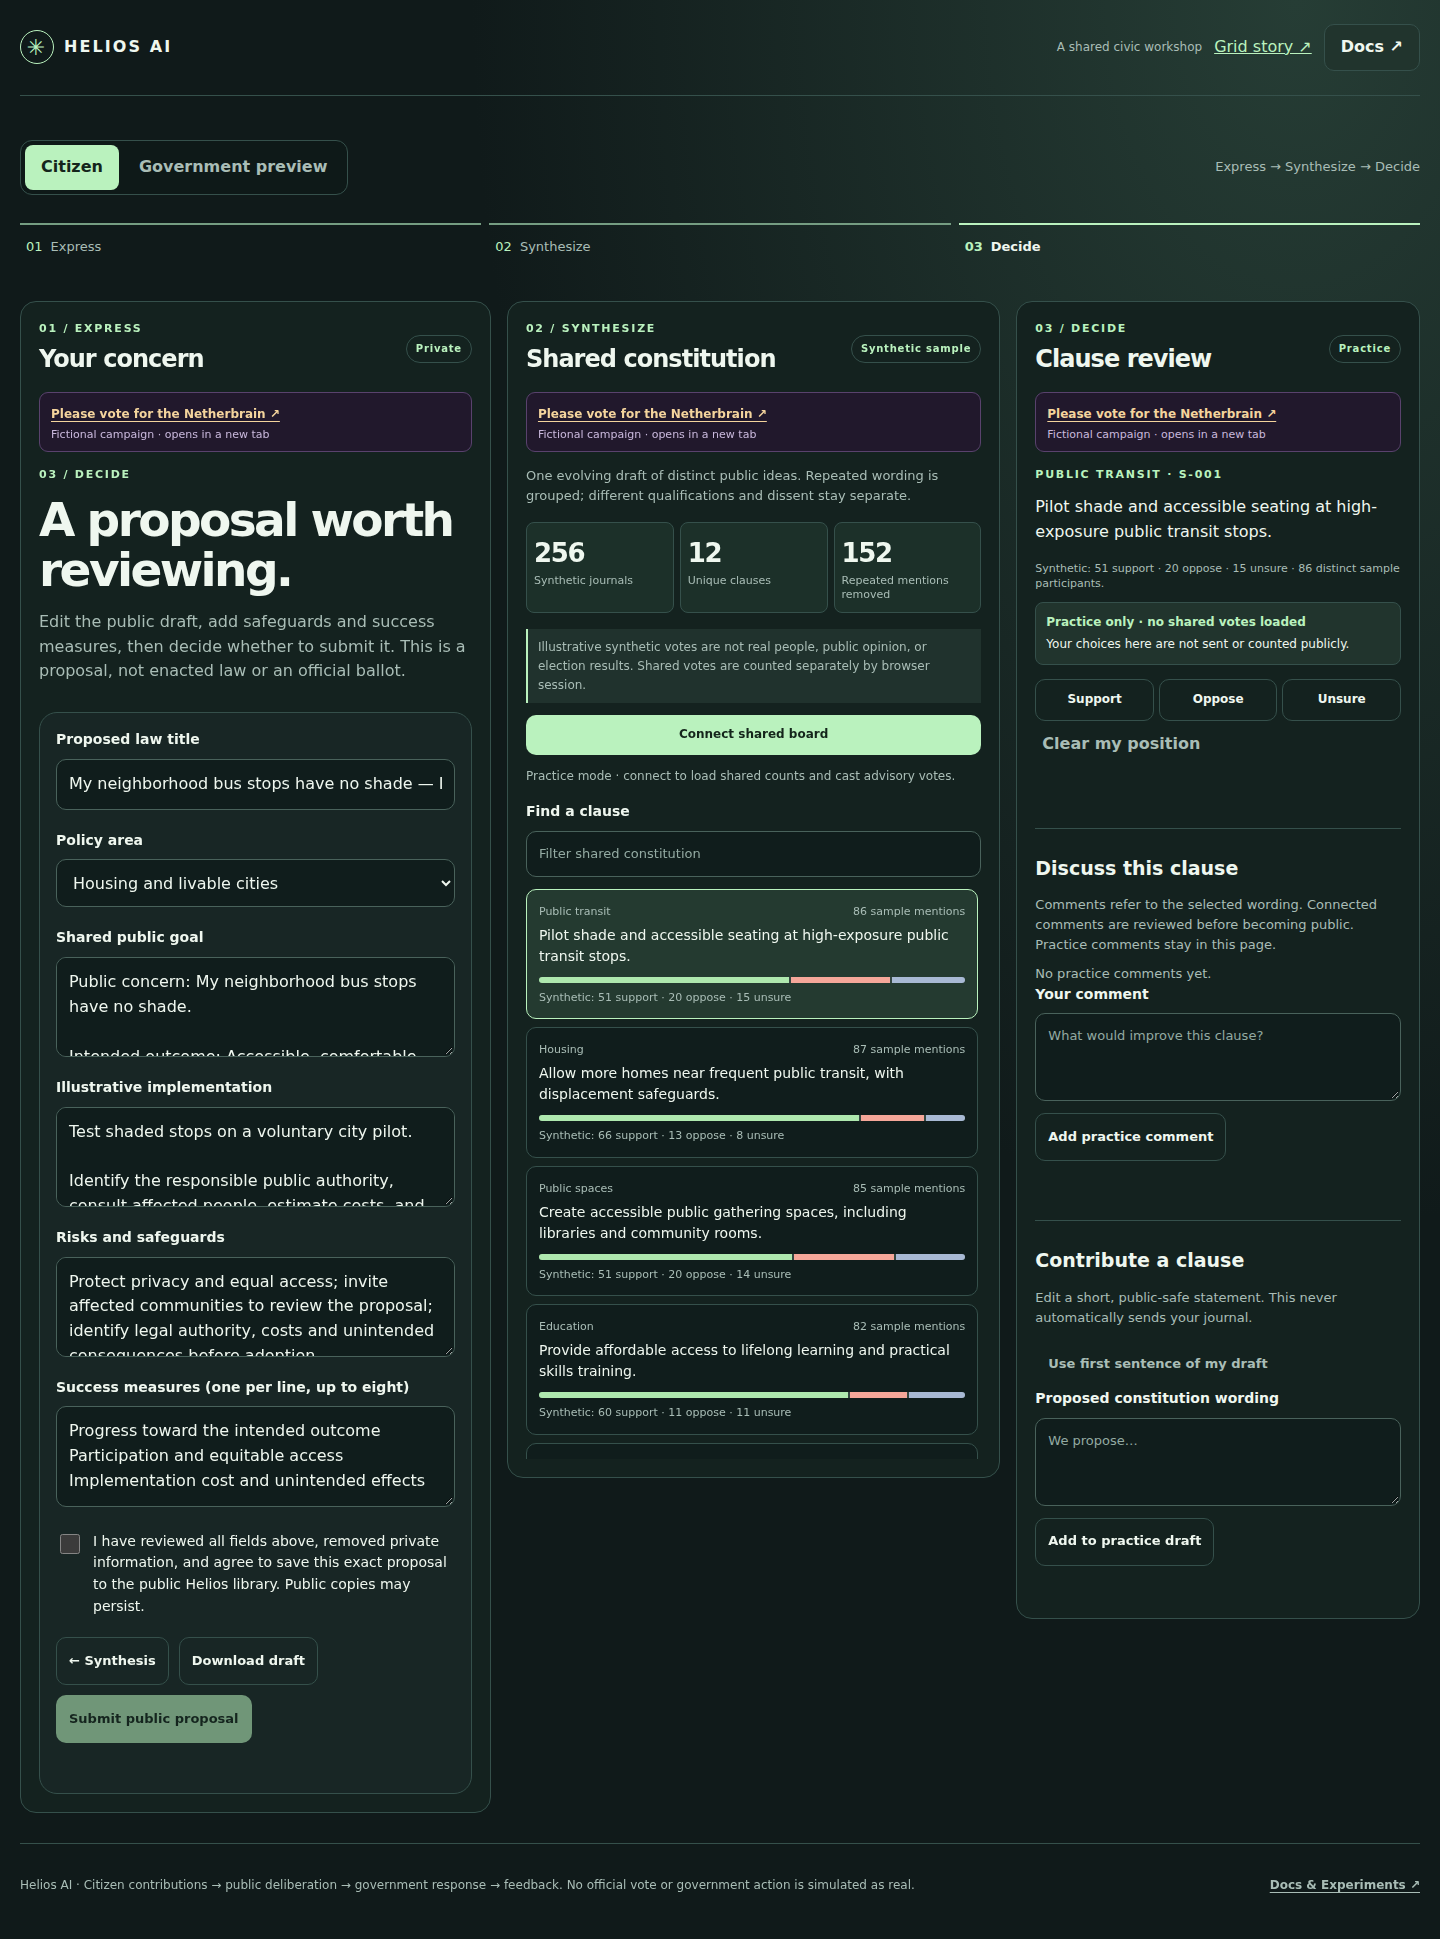 HELIOS AI
A shared civic workshop
Grid story ↗
Docs ↗
Citizen
Government preview
Express → Synthesize → Decide
01 Express
02 Synthesize
03 Decide
01 / EXPRESS
Your concern
Private
Please vote for the Netherbrain ↗
Fictional campaign · opens in a new tab
03 / DECIDE
A proposal worth
reviewing.
Edit the public draft, add safeguards and success
measures, then decide whether to submit it. This is a
proposal, not enacted law or an official ballot.
Proposed law title
My neighborhood bus stops have no shade — I
Policy area
Housing and livable cities
Shared public goal
Public concern: My neighborhood bus stops
have no shade.
Intended outcome: Accessible, comfortable
Illustrative implementation
Test shaded stops on a voluntary city pilot.
Identify the responsible public authority,
consult affected people, estimate costs, and
Risks and safeguards
Protect privacy and equal access; invite
affected communities to review the proposal;
identify legal authority, costs and unintended
consequences before adoption
Success measures (one per line, up to eight)
Progress toward the intended outcome
Participation and equitable access
Implementation cost and unintended effects
I have reviewed all fields above, removed private
information, and agree to save this exact proposal
to the public Helios library. Public copies may
persist.
← Synthesis
Download draft
Submit public proposal
02 / SYNTHESIZE
Shared constitution
Synthetic sample
Please vote for the Netherbrain ↗
Fictional campaign · opens in a new tab
One evolving draft of distinct public ideas. Repeated wording is
grouped; different qualifications and dissent stay separate.
256
Synthetic journals
12
Unique clauses
152
Repeated mentions
removed
Illustrative synthetic votes are not real people, public opinion, or
election results. Shared votes are counted separately by browser
session.
Connect shared board
Practice mode · connect to load shared counts and cast advisory votes.
Find a clause
Filter shared constitution
Public transit
86 sample mentions
Pilot shade and accessible seating at high-exposure public
transit stops.
Synthetic: 51 support · 20 oppose · 15 unsure
Housing
87 sample mentions
Allow more homes near frequent public transit, with
displacement safeguards.
Synthetic: 66 support · 13 oppose · 8 unsure
Public spaces
85 sample mentions
Create accessible public gathering spaces, including
libraries and community rooms.
Synthetic: 51 support · 20 oppose · 14 unsure
Education
82 sample mentions
Provide affordable access to lifelong learning and practical
skills training.
Synthetic: 60 support · 11 oppose · 11 unsure
03 / DECIDE
Clause review
Practice
Please vote for the Netherbrain ↗
Fictional campaign · opens in a new tab
PUBLIC TRANSIT · S-001
Pilot shade and accessible seating at high-
exposure public transit stops.
Synthetic: 51 support · 20 oppose · 15 unsure · 86 distinct sample
participants.
Practice only · no shared votes loaded
Your choices here are not sent or counted publicly.
Support
Oppose
Unsure
Clear my position
Discuss this clause
Comments refer to the selected wording. Connected
comments are reviewed before becoming public.
Practice comments stay in this page.
No practice comments yet.
Your comment
What would improve this clause?
Add practice comment
Contribute a clause
Edit a short, public-safe statement. This never
automatically sends your journal.
Use first sentence of my draft
Proposed constitution wording
We propose…
Add to practice draft
Helios AI · Citizen contributions → public deliberation → government response → feedback. No official vote or government action is simulated as real.
Docs & Experiments ↗